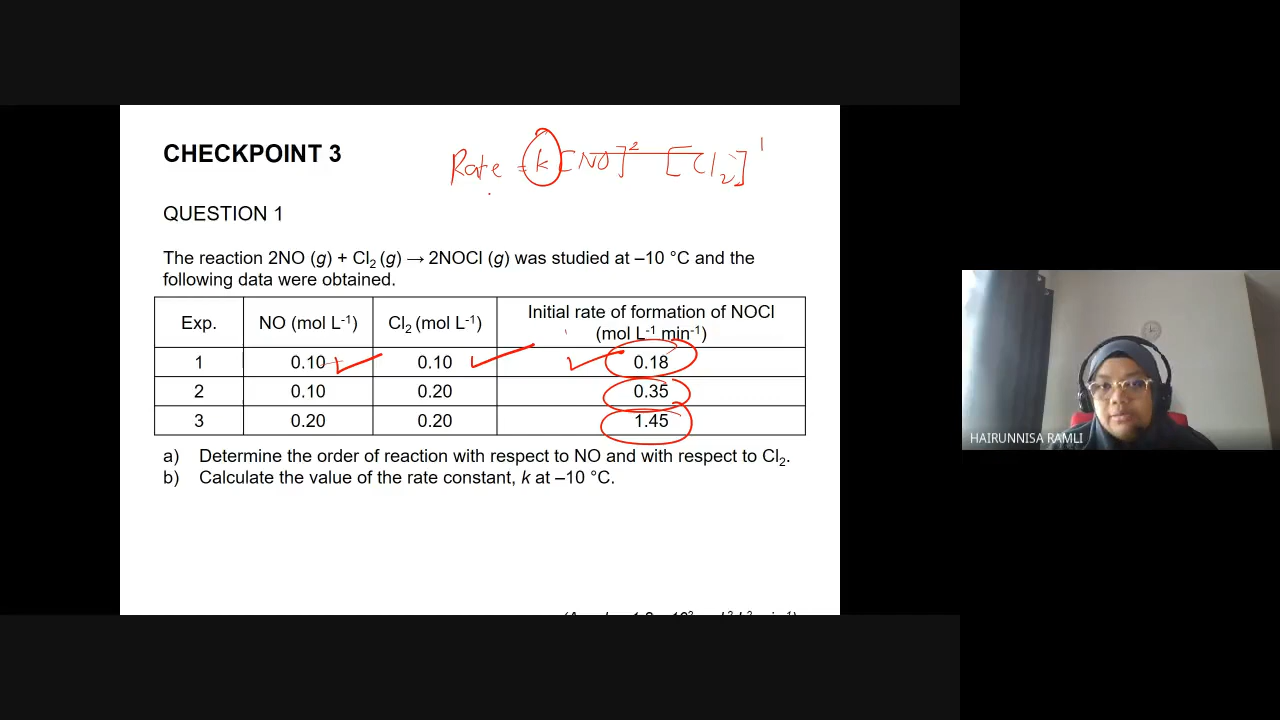 CHECKPOINT 3
Rate = k [NO]² [Cl₂]¹
QUESTION 1
The reaction 2NO (g) + Cl₂ (g) → 2NOCl (g) was studied at –10 °C and the
following data were obtained.
Exp. NO (mol L⁻¹) Cl₂ (mol L⁻¹) Initial rate of formation of NOCl (mol L⁻¹ min⁻¹)
1 0.10 0.10 0.18
2 0.10 0.20 0.35
3 0.20 0.20 1.45
a) Determine the order of reaction with respect to NO and with respect to Cl₂.
b) Calculate the value of the rate constant, k at –10 °C.
HAIRUNNISA RAMLI